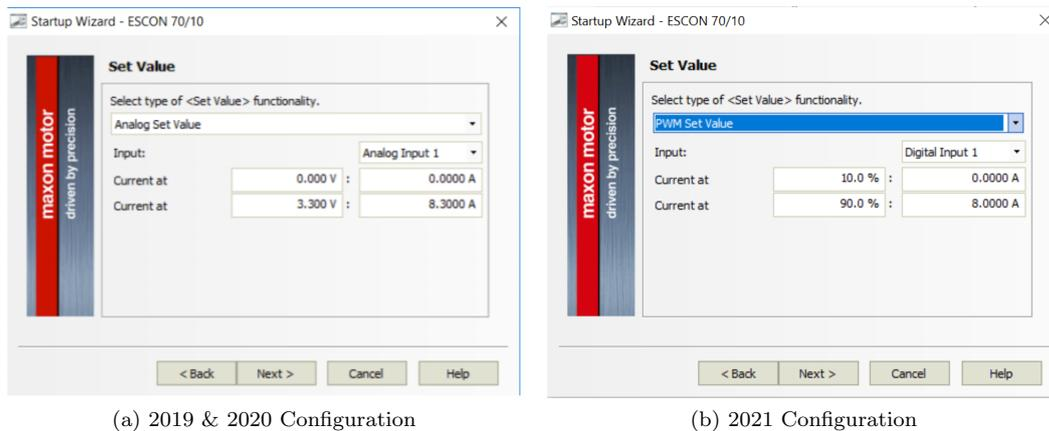 Startup Wizard - ESCON 70/10
maxon motor
driven by precision
Set Value
Select type of <Set Value> functionality.
Analog Set Value
Input: Analog Input 1
Current at 0.000 V : 0.0000 A
Current at 3.300 V : 8.3000 A
< Back Next > Cancel Help
(a) 2019 & 2020 Configuration
Startup Wizard - ESCON 70/10
maxon motor
driven by precision
Set Value
Select type of <Set Value> functionality.
PWM Set Value
Input: Digital Input 1
Current at 10.0 % : 0.0000 A
Current at 90.0 % : 8.0000 A
< Back Next > Cancel Help
(b) 2021 Configuration